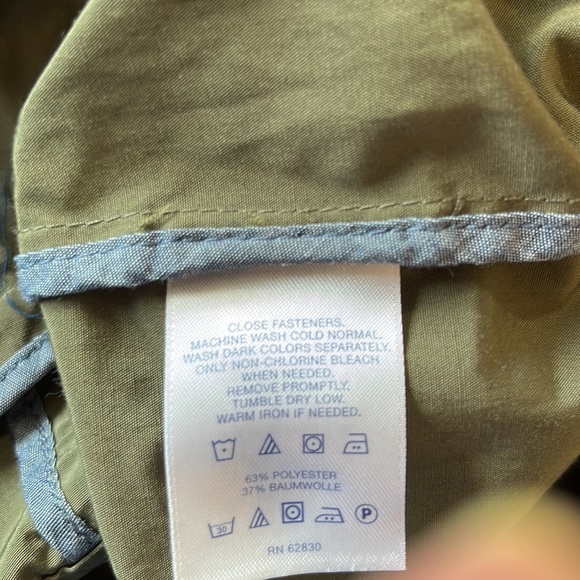 CLOSE FASTENERS.
MACHINE WASH COLD NORMAL.
WASH DARK COLORS SEPARATELY.
ONLY NON-CHLORINE BLEACH
WHEN NEEDED.
REMOVE PROMPTLY.
TUMBLE DRY LOW.
WARM IRON IF NEEDED.
63% POLYESTER
37% BAUMWOLLE
30 P
RN 62830